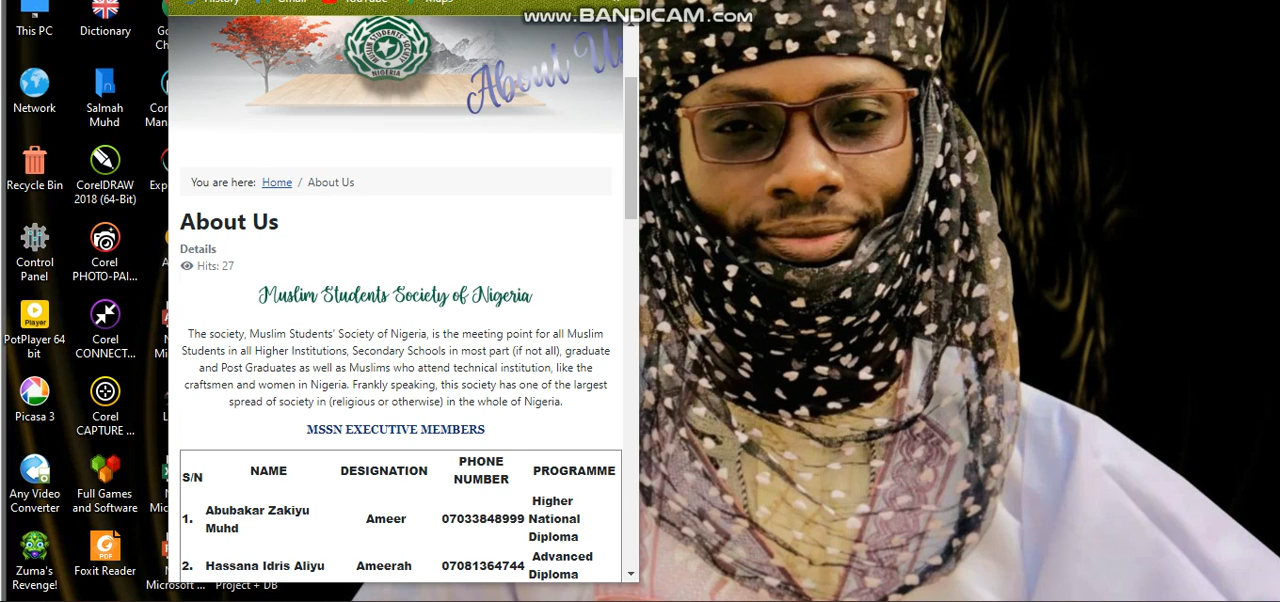 History
Gmail
YouTube
Maps
WWW.BANDICAM.COM
This PC
Dictionary
Network
Salmah
Muhd
Recycle Bin
CorelDRAW
2018 (64-Bit)
Control
Panel
Corel
PHOTO-PAI...
PotPlayer 64
bit
Corel
CONNECT...
Picasa 3
Corel
CAPTURE ...
Any Video
Converter
Full Games
and Software
Zuma's
Revenge!
Foxit Reader
Microsoft ...
Project + DB
MUSLIM STUDENTS' SOCIETY
NIGERIA
About U
You are here: Home / About Us
About Us
Details
Hits: 27
Muslim Students Society of Nigeria
The society, Muslim Students' Society of Nigeria, is the meeting point for all Muslim
Students in all Higher Institutions, Secondary Schools in most part (if not all), graduate
and Post Graduates as well as Muslims who attend technical institution, like the
craftsmen and women in Nigeria. Frankly speaking, this society has one of the largest
spread of society in (religious or otherwise) in the whole of Nigeria.
MSSN EXECUTIVE MEMBERS
S/N NAME DESIGNATION PHONE NUMBER PROGRAMME
1. Abubakar Zakiyu Muhd Ameer 07033848999 Higher National Diploma
2. Hassana Idris Aliyu Ameerah 07081364744 Advanced Diploma